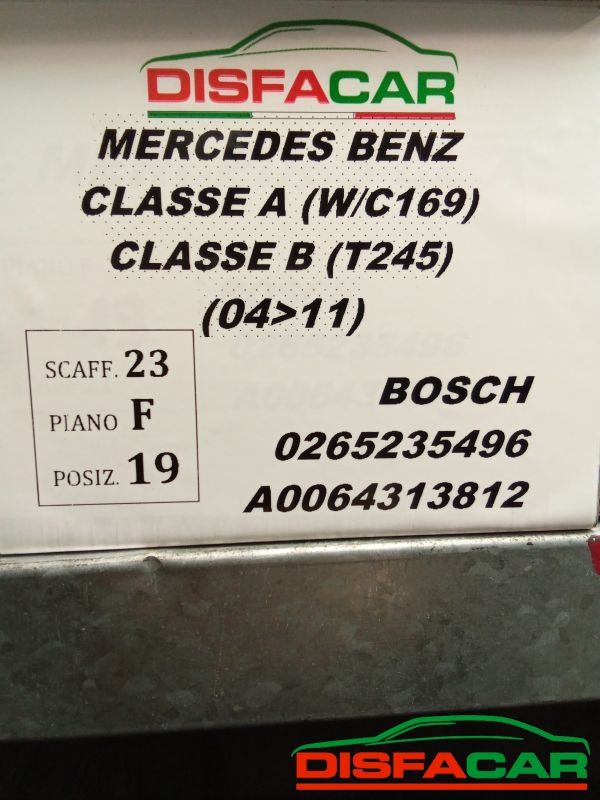 DISFACAR
MERCEDES BENZ
CLASSE A (W/C169)
CLASSE B (T245)
(04>11)
SCAFF. 23
PIANO F
POSIZ. 19
BOSCH
0265235496
A0064313812
DISFACAR